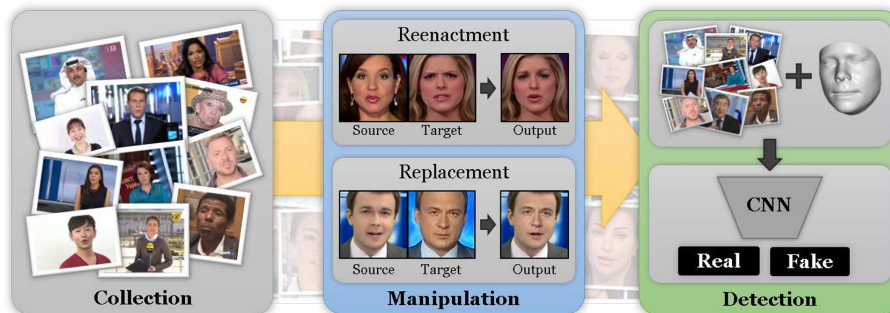 Reenactment
Source
Target
Output
Replacement
Source
Target
Output
CNN
Real
Fake
Collection
Manipulation
Detection